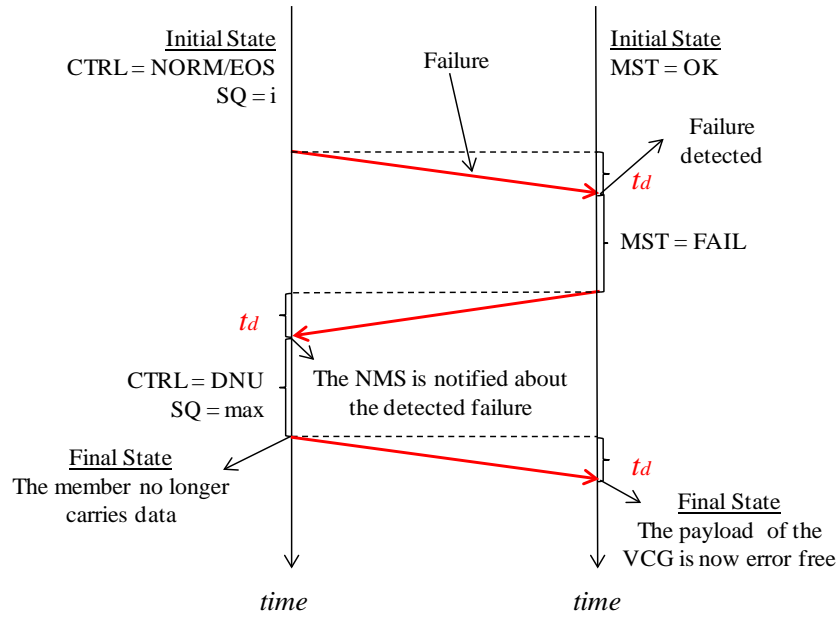 Initial State
CTRL = NORM/EOS
SQ = i
Failure
Initial State
MST = OK
Failure
detected
td
MST = FAIL
td
The NMS is notified about
the detected failure
CTRL = DNU
SQ = max
Final State
The member no longer
carries data
td
Final State
The payload of the
VCG is now error free
time
time